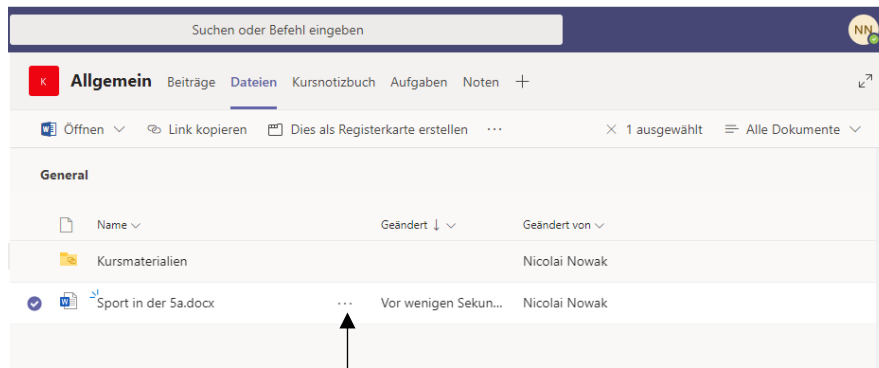 Suchen oder Befehl eingeben
NN
K Allgemein Beiträge Dateien Kursnotizbuch Aufgaben Noten
Öffnen Link kopieren Dies als Registerkarte erstellen ... 1 ausgewählt Alle Dokumente
General
Name Geändert Geändert von
Kursmaterialien Nicolai Nowak
Sport in der 5a.docx ... Vor wenigen Sekun... Nicolai Nowak